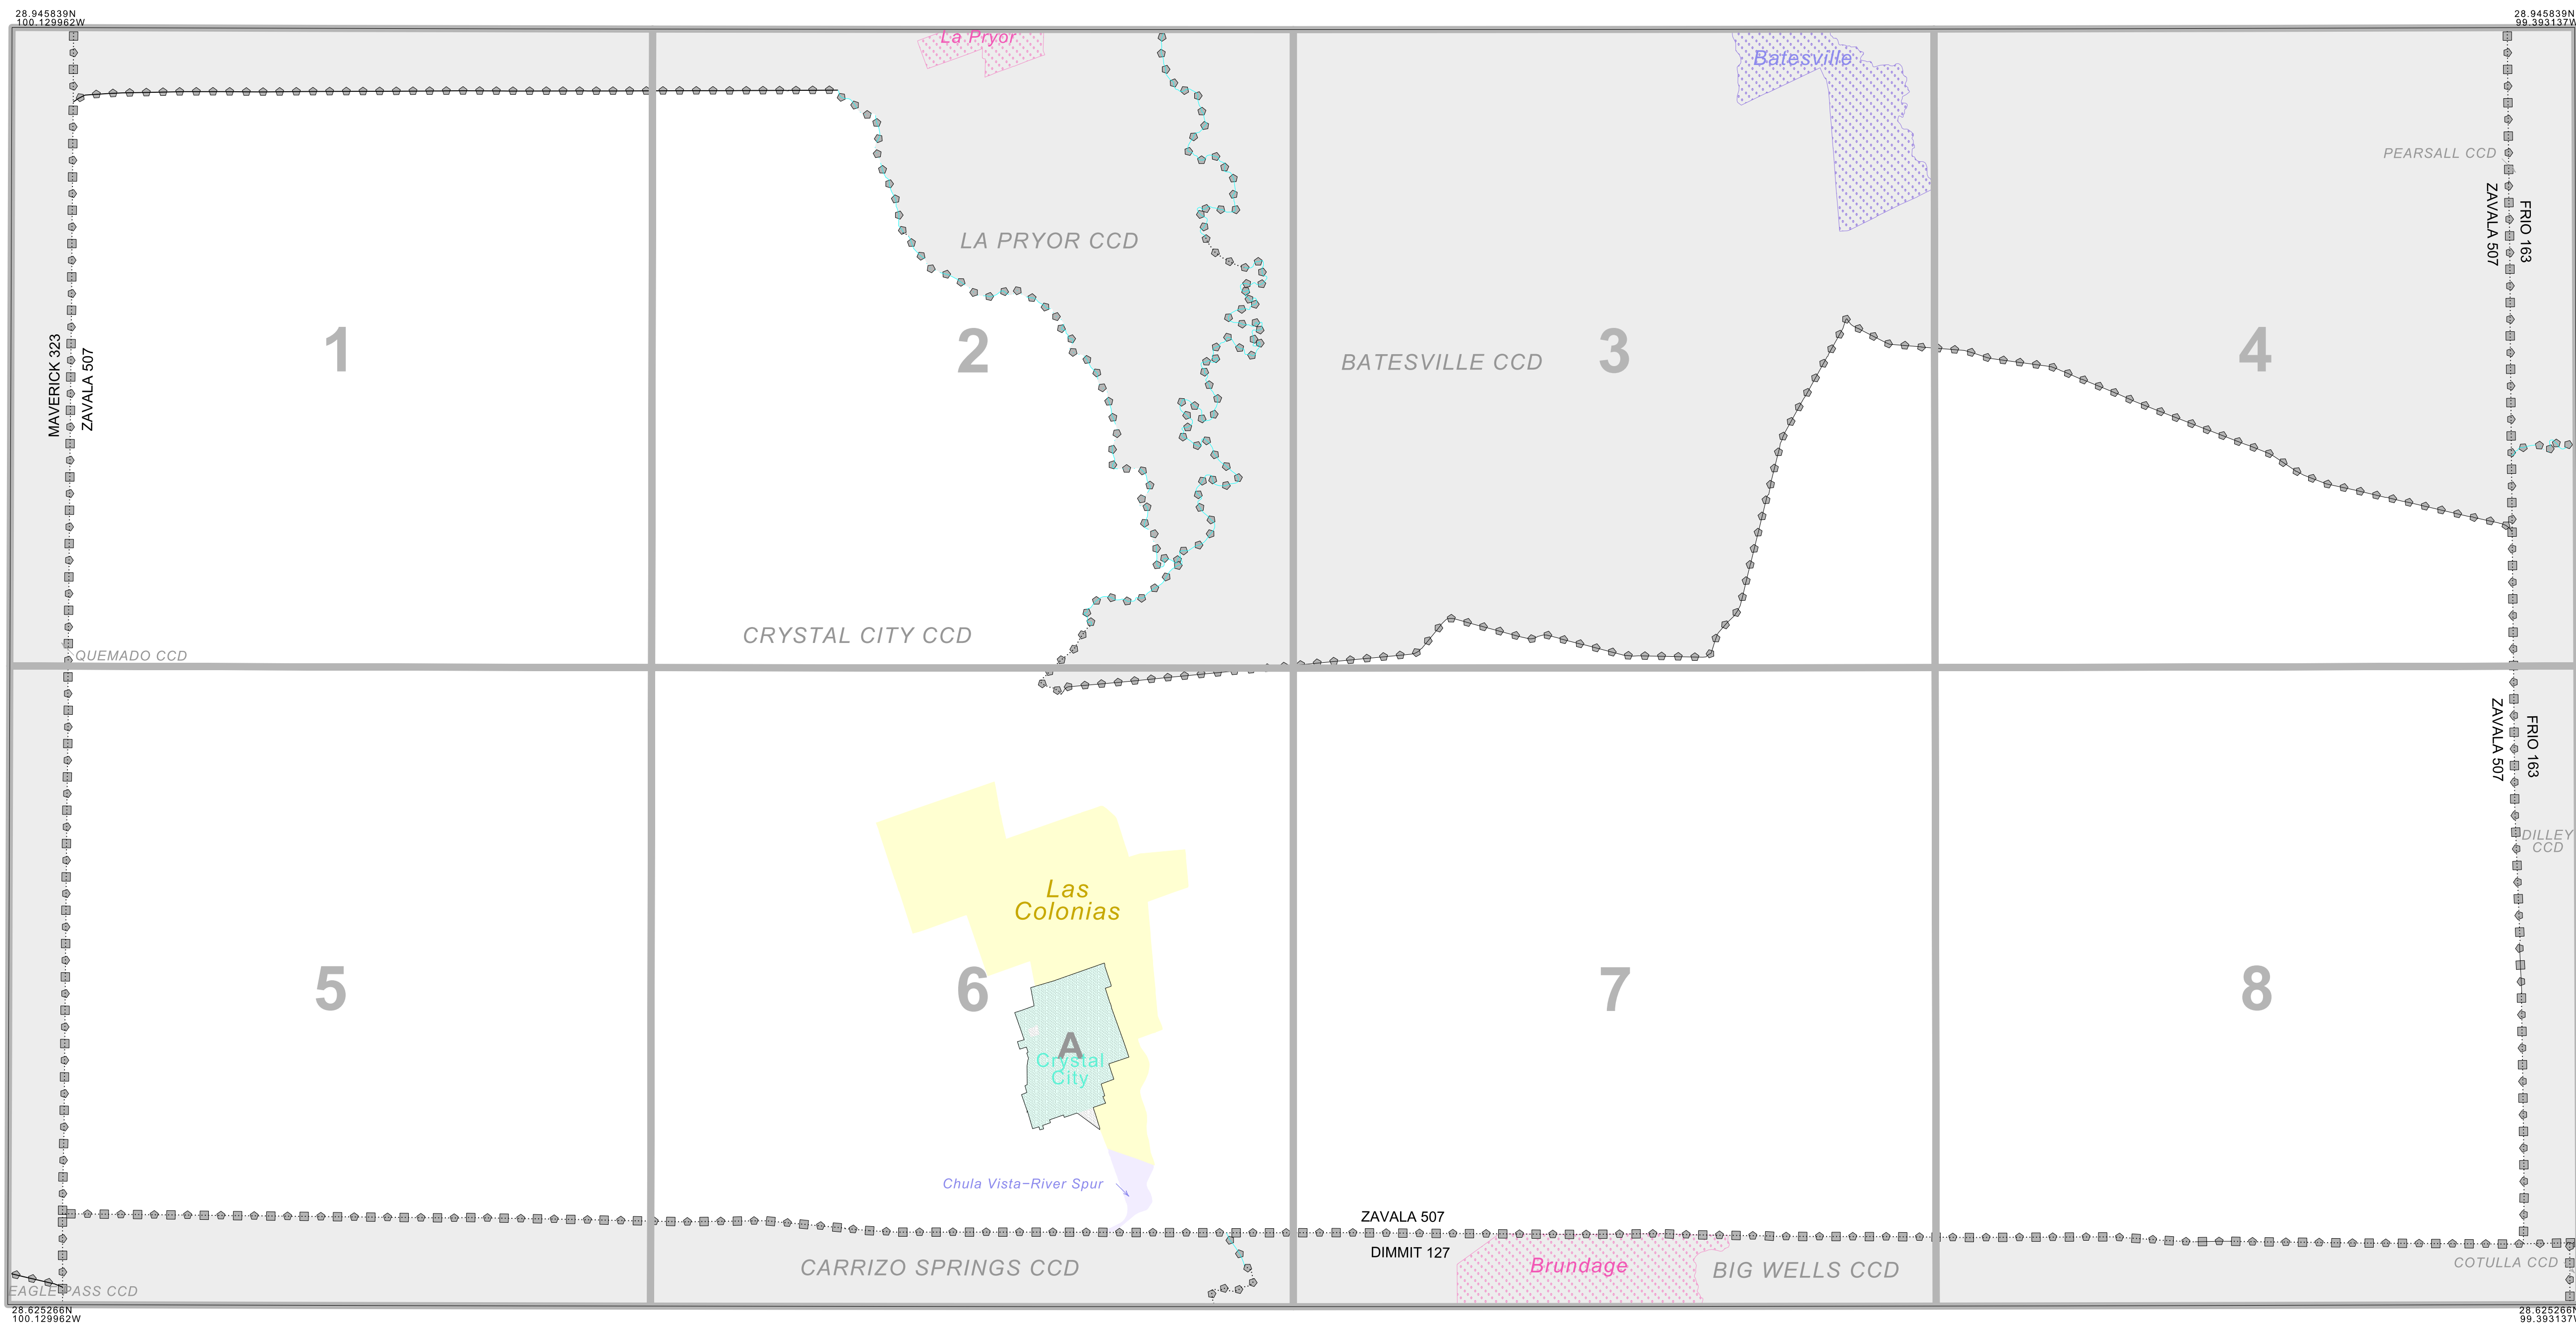 28.945839N
100.129962W
28.945839N
99.393137W
La Pryor
Batesville
PEARSALL CCD
ZAVALA 507
FRIO 163
LA PRYOR CCD
MAVERICK 323
ZAVALA 507
1
2
BATESVILLE CCD
3
4
CRYSTAL CITY CCD
QUEMADO CCD
ZAVALA 507
FRIO 163
DILLEY
CCD
Las
Colonias
5
6
7
8
A
Crystal
City
Chula Vista-River Spur
ZAVALA 507
DIMMIT 127
CARRIZO SPRINGS CCD
Brundage
BIG WELLS CCD
COTULLA CCD
EAGLE PASS CCD
28.625266N
100.129962W
28.625266N
99.393137W